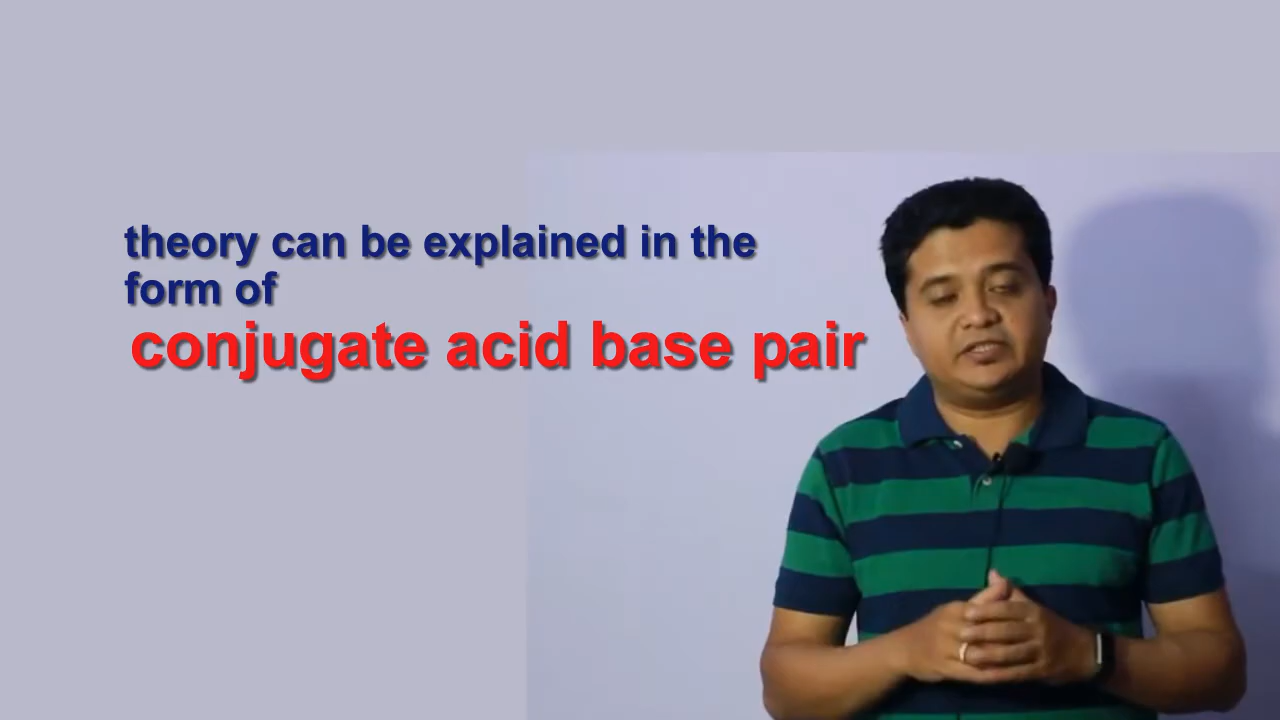 theory can be explained in the
form of
conjugate acid base pair